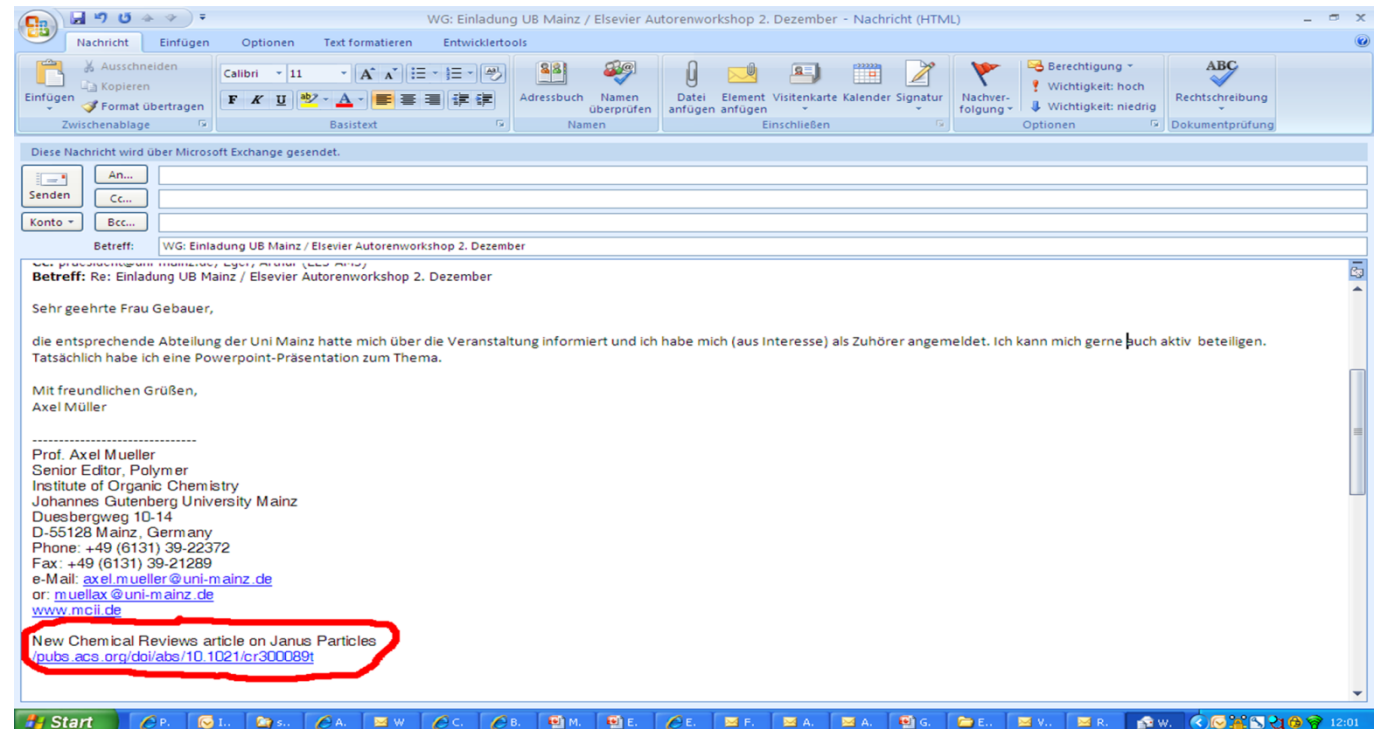 WG: Einladung UB Mainz / Elsevier Autorenworkshop 2. Dezember - Nachricht (HTML)
Nachricht Einfügen Optionen Text formatieren Entwicklertools
Einfügen
Ausschneiden
Kopieren
Format übertragen
Zwischenablage
Calibri 11
F K U
Basistext
Adressbuch Namen überprüfen
Namen
Datei anfügen Element anfügen Visitenkarte Kalender Signatur
Einschließen
Nachver-folgung
Berechtigung
Wichtigkeit: hoch
Wichtigkeit: niedrig
Optionen
ABC
Rechtschreibung
Dokumentprüfung
Diese Nachricht wird über Microsoft Exchange gesendet.
Senden
An...
Cc...
Konto
Bcc...
Betreff: WG: Einladung UB Mainz / Elsevier Autorenworkshop 2. Dezember
Betreff: Re: Einladung UB Mainz / Elsevier Autorenworkshop 2. Dezember
Sehr geehrte Frau Gebauer,
die entsprechende Abteilung der Uni Mainz hatte mich über die Veranstaltung informiert und ich habe mich (aus Interesse) als Zuhörer angemeldet. Ich kann mich gerne auch aktiv beteiligen.
Tatsächlich habe ich eine Powerpoint-Präsentation zum Thema.
Mit freundlichen Grüßen,
Axel Müller
-------------------------------
Prof. Axel Mueller
Senior Editor, Polymer
Institute of Organic Chemistry
Johannes Gutenberg University Mainz
Duesbergweg 10-14
D-55128 Mainz, Germany
Phone: +49 (6131) 39-22372
Fax: +49 (6131) 39-21289
e-Mail: axel.mueller@uni-mainz.de
or: muellax@uni-mainz.de
www.mcii.de
New Chemical Reviews article on Janus Particles
/pubs.acs.org/doi/abs/10.1021/cr300089t
Start P. I.. s.. A. W C. B. M. E. E. F. A. A. G. E.. V.. R. W. 12:01